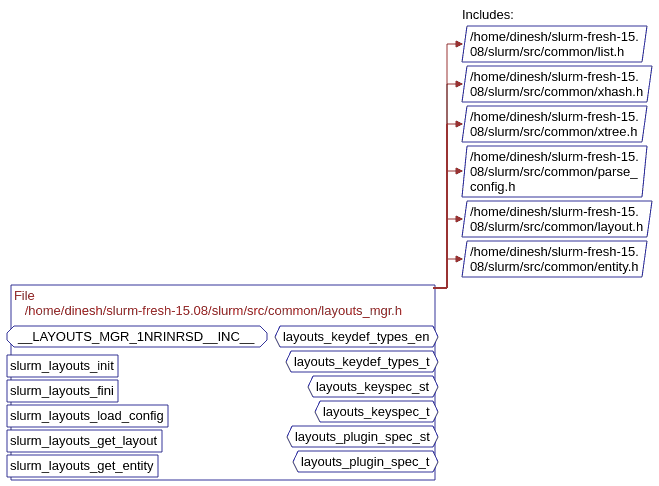 Includes:
/home/dinesh/slurm-fresh-15.
08/slurm/src/common/list.h
/home/dinesh/slurm-fresh-15.
08/slurm/src/common/xhash.h
/home/dinesh/slurm-fresh-15.
08/slurm/src/common/xtree.h
/home/dinesh/slurm-fresh-15.
08/slurm/src/common/parse_
config.h
/home/dinesh/slurm-fresh-15.
08/slurm/src/common/layout.h
/home/dinesh/slurm-fresh-15.
08/slurm/src/common/entity.h
File
/home/dinesh/slurm-fresh-15.08/slurm/src/common/layouts_mgr.h
__LAYOUTS_MGR_1NRINRSD__INC__
slurm_layouts_init
slurm_layouts_fini
slurm_layouts_load_config
slurm_layouts_get_layout
slurm_layouts_get_entity
layouts_keydef_types_en
layouts_keydef_types_t
layouts_keyspec_st
layouts_keyspec_t
layouts_plugin_spec_st
layouts_plugin_spec_t